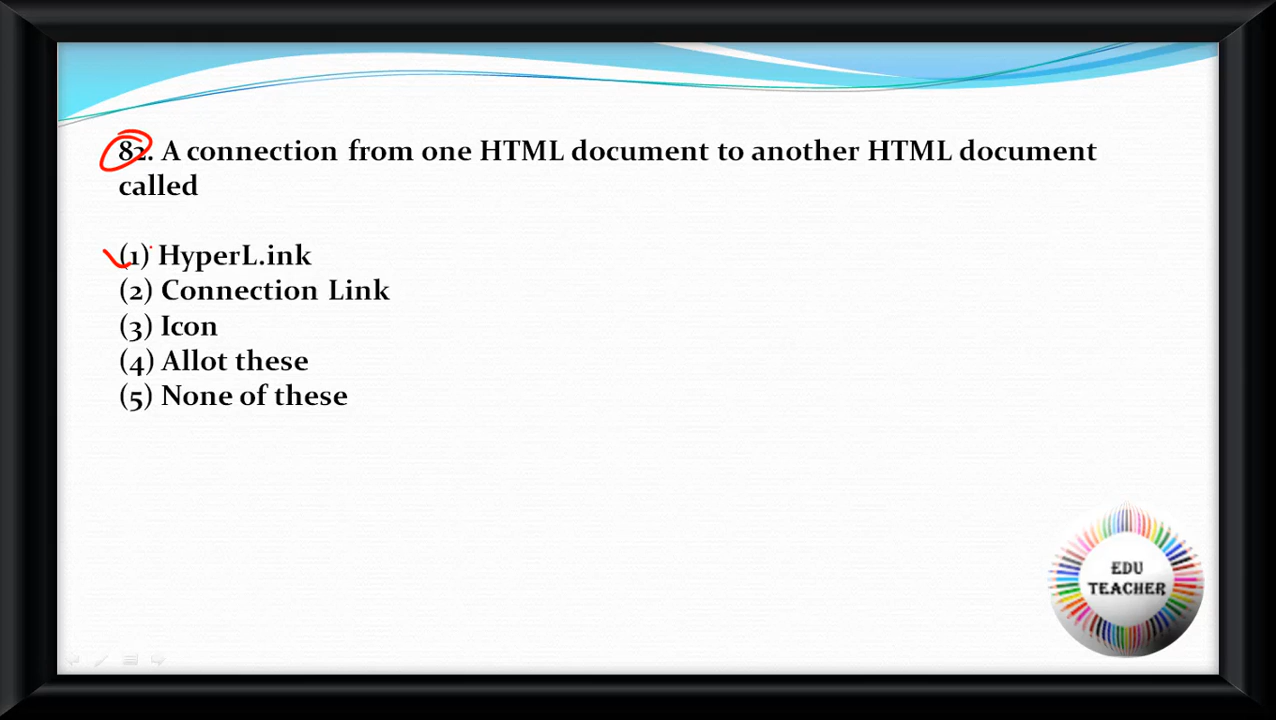 82. A connection from one HTML document to another HTML document
called
(1) HyperL.ink
(2) Connection Link
(3) Icon
(4) Allot these
(5) None of these
EDU
TEACHER